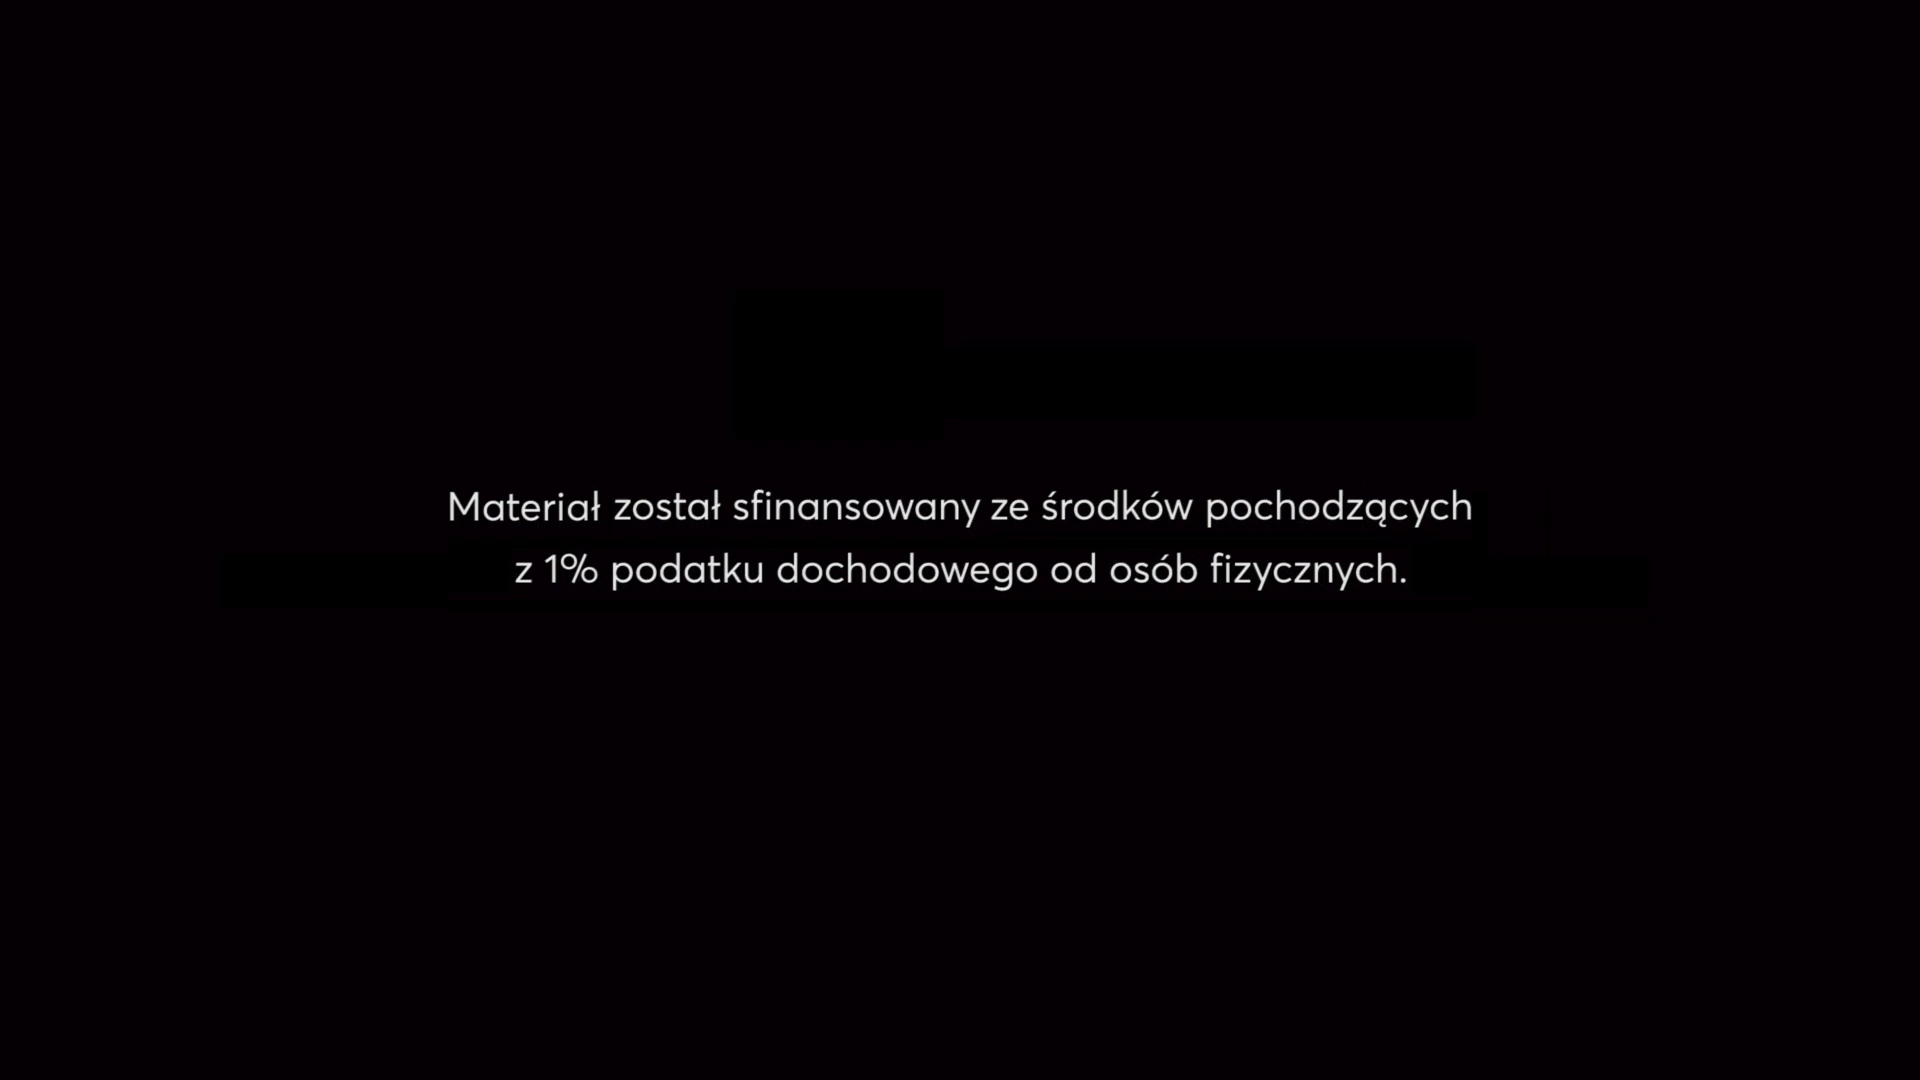 Materiał został sfinansowany ze środków pochodzących
z 1% podatku dochodowego od osób fizycznych.